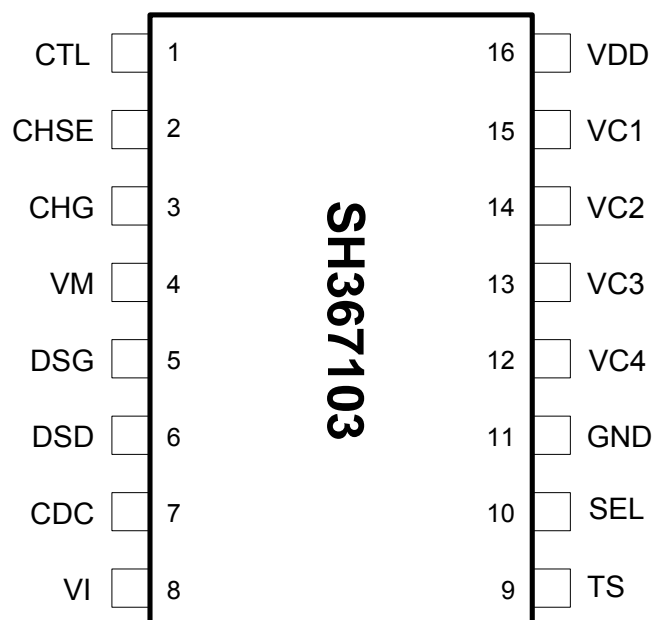 CTL 1 16 VDD
CHSE 2 15 VC1
CHG 3 14 VC2
VM 4 13 VC3
DSG 5 12 VC4
DSD 6 11 GND
CDC 7 10 SEL
VI 8 9 TS
SH367103